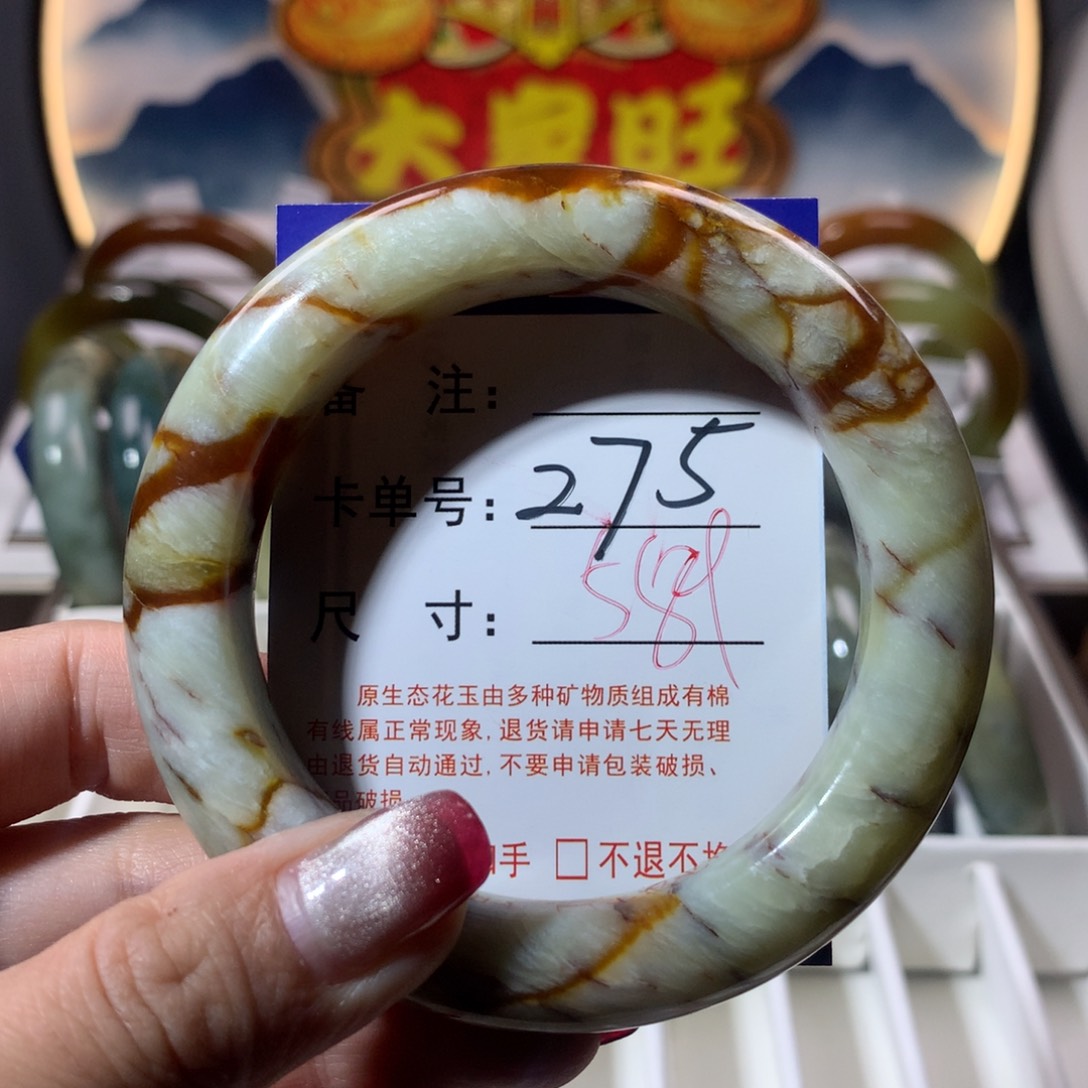 大皇旺
备 注：
卡单号：275
58
尺 寸：
原生态花玉由多种矿物质组成有棉
有线属正常现象，退货请申请七天无理
由退货自动通过，不要申请包装破损、
品破损
手 □不退不